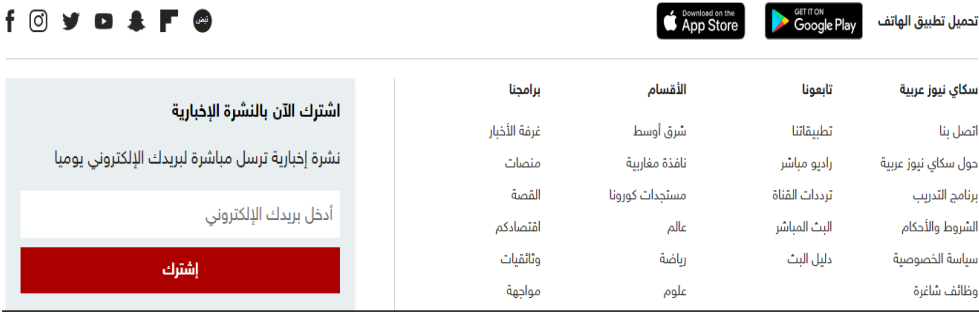 تحميل تطبيق الهاتف
GET IT ON
Google Play
Download on the
App Store
نبض
سكاي نيوز عربية
اتصل بنا
حول سكاي نيوز عربية
برنامج التدريب
الشروط والأحكام
سياسة الخصوصية
وظائف شاغرة
تابعونا
تطبيقاتنا
راديو مباشر
ترددات القناة
البث المباشر
دليل البث
الأقسام
شرق أوسط
نافذة مغاربية
مستجدات كورونا
عالم
رياضة
علوم
برامجنا
غرفة الأخبار
منصات
القصة
اقتصادكم
وثائقيات
مواجهة
اشترك الآن بالنشرة الإخبارية
نشرة إخبارية ترسل مباشرة لبريدك الإلكتروني يوميا
أدخل بريدك الإلكتروني
إشترك